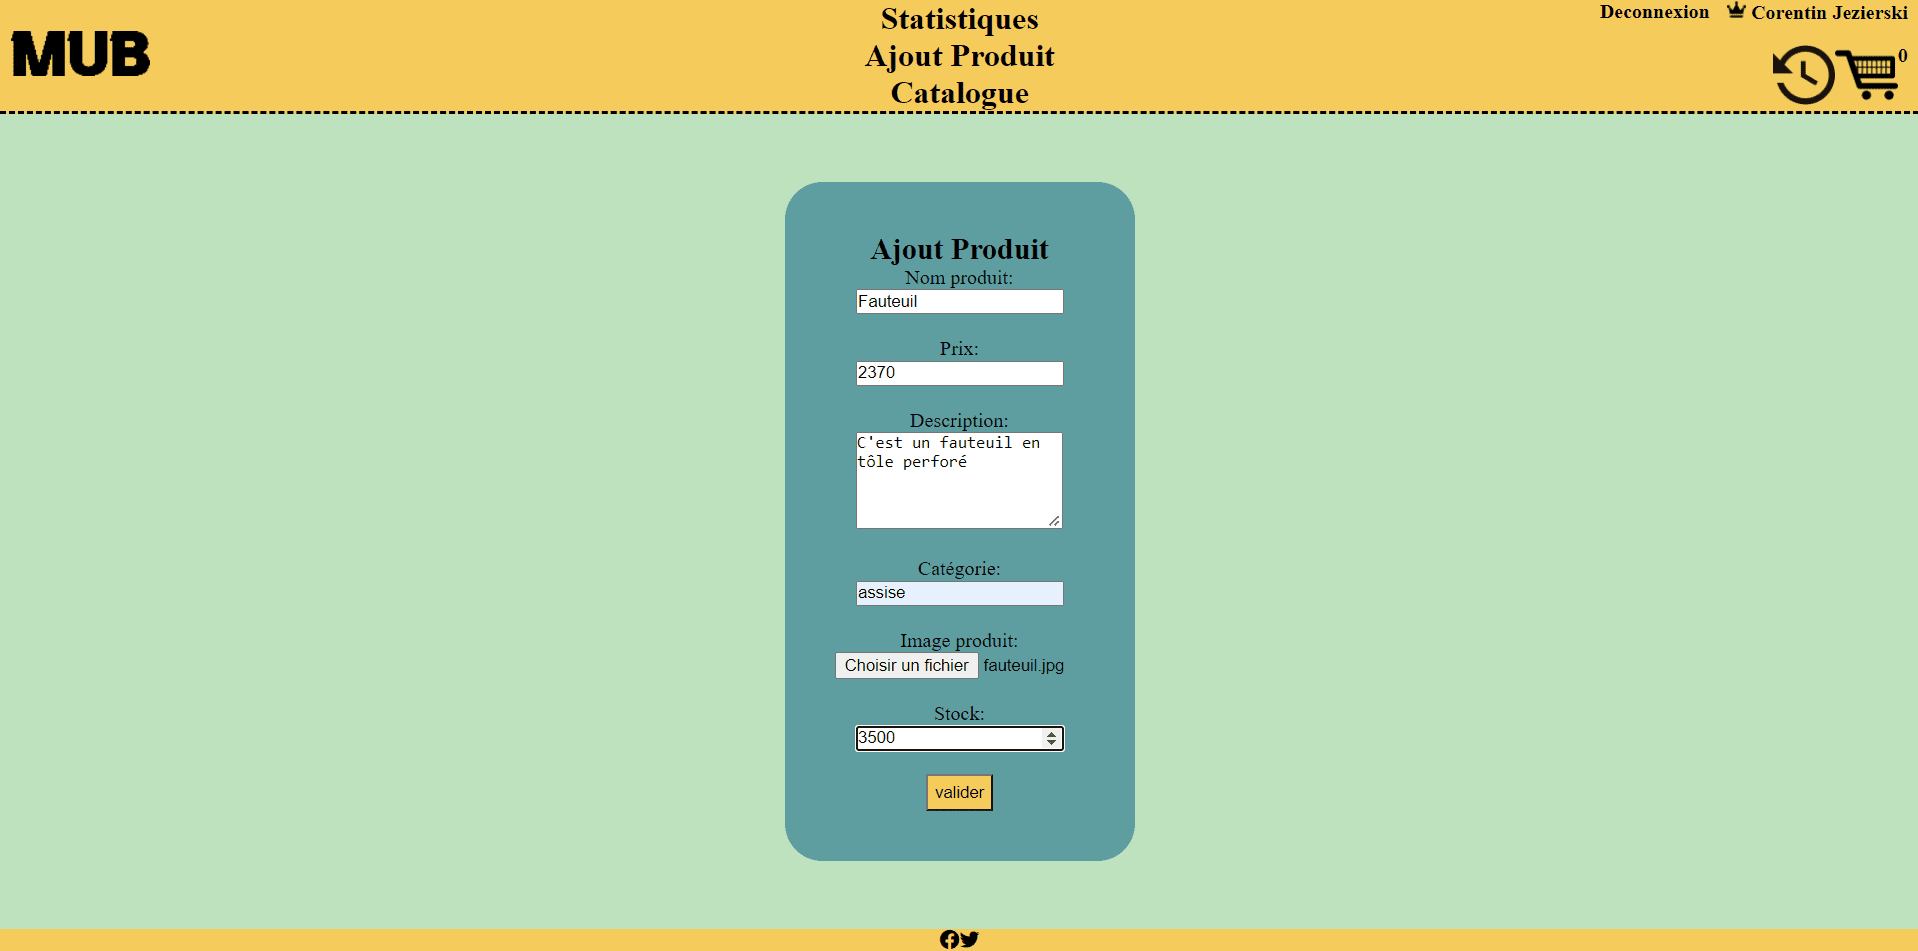 MUB
Statistiques
Ajout Produit
Catalogue
Deconnexion
Corentin Jezierski
0
Ajout Produit
Nom produit:
Fauteuil
Prix:
2370
Description:
C'est un fauteuil en
tôle perforé
Catégorie:
assise
Image produit:
Choisir un fichier fauteuil.jpg
Stock:
3500
valider